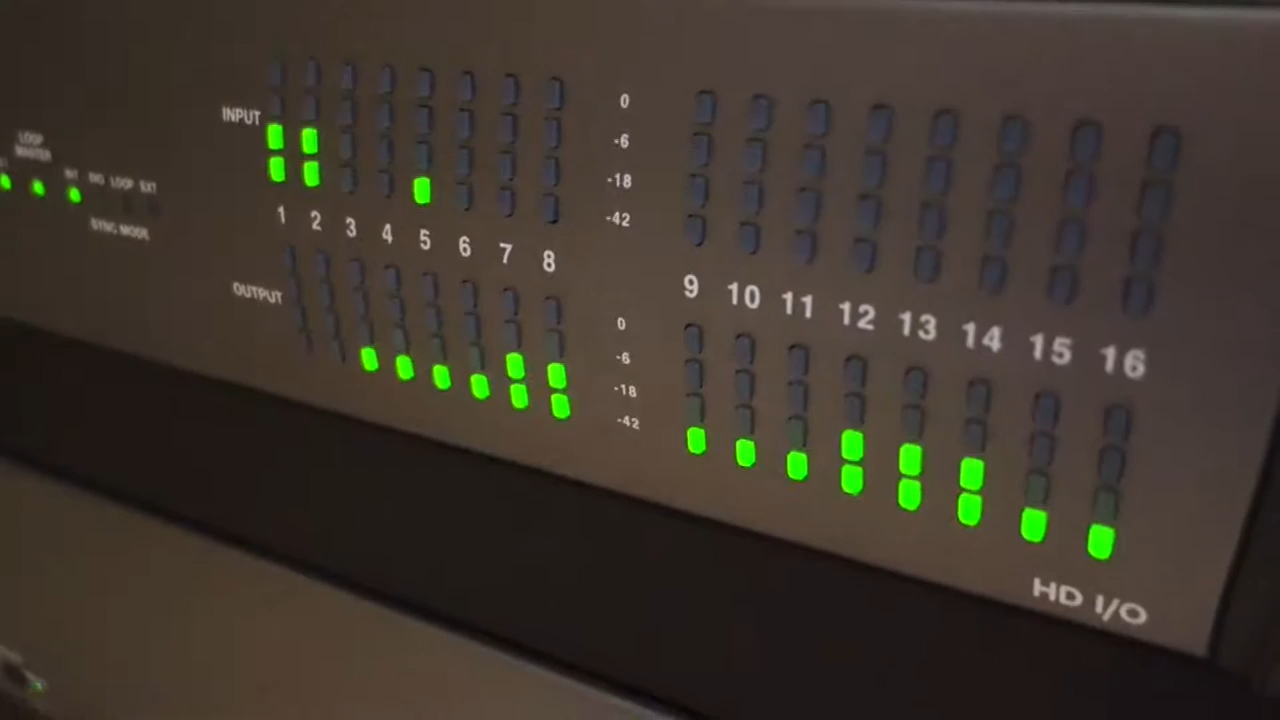 INPUT
0
-6
-18
-42
LOOP
MASTER
INT DIG LOOP EXT
SYNC MODE
1 2 3 4 5 6 7 8
9 10 11 12 13 14 15 16
OUTPUT
0
-6
-18
-42
HD I/O